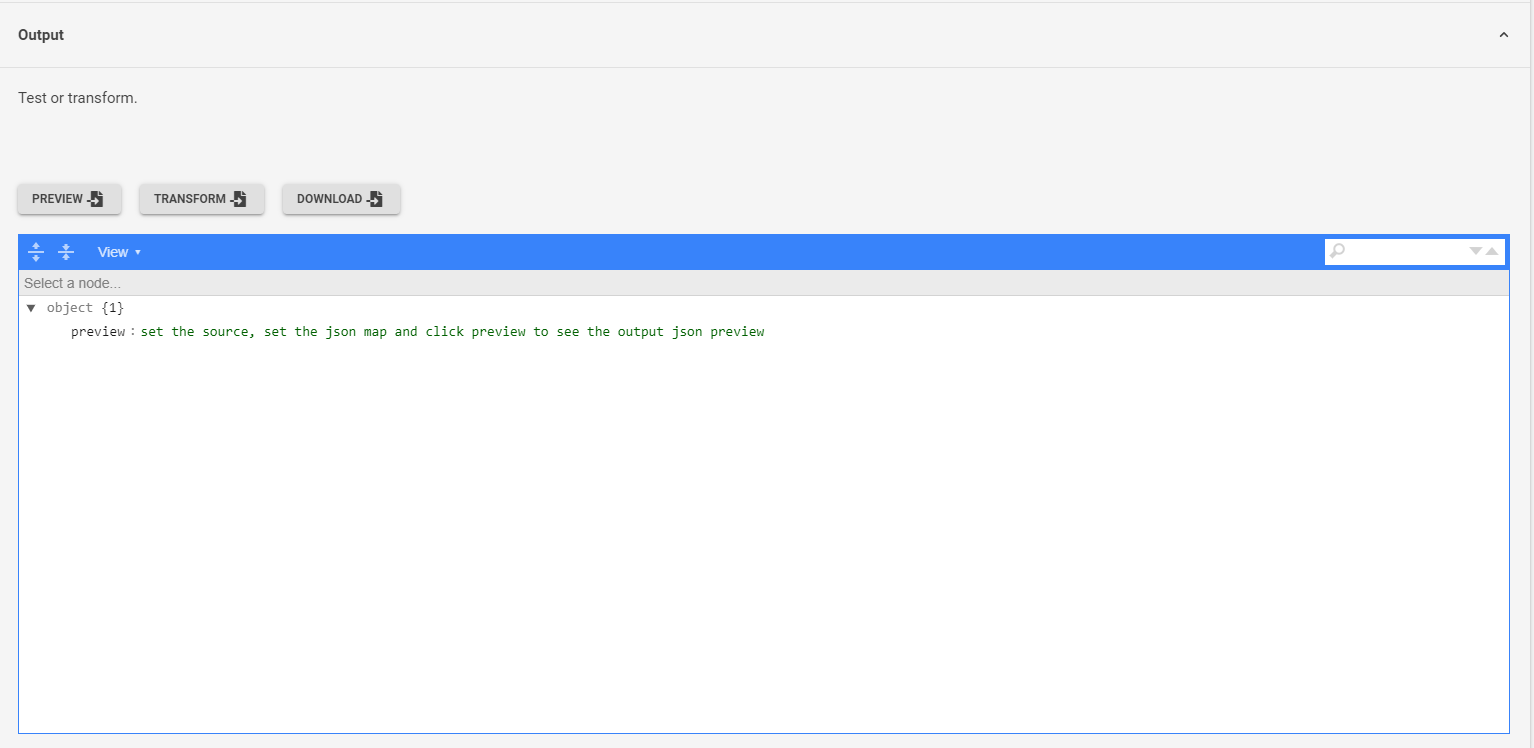 Output
Test or transform.
PREVIEW TRANSFORM DOWNLOAD
View
Select a node...
object {1}
preview : set the source, set the json map and click preview to see the output json preview